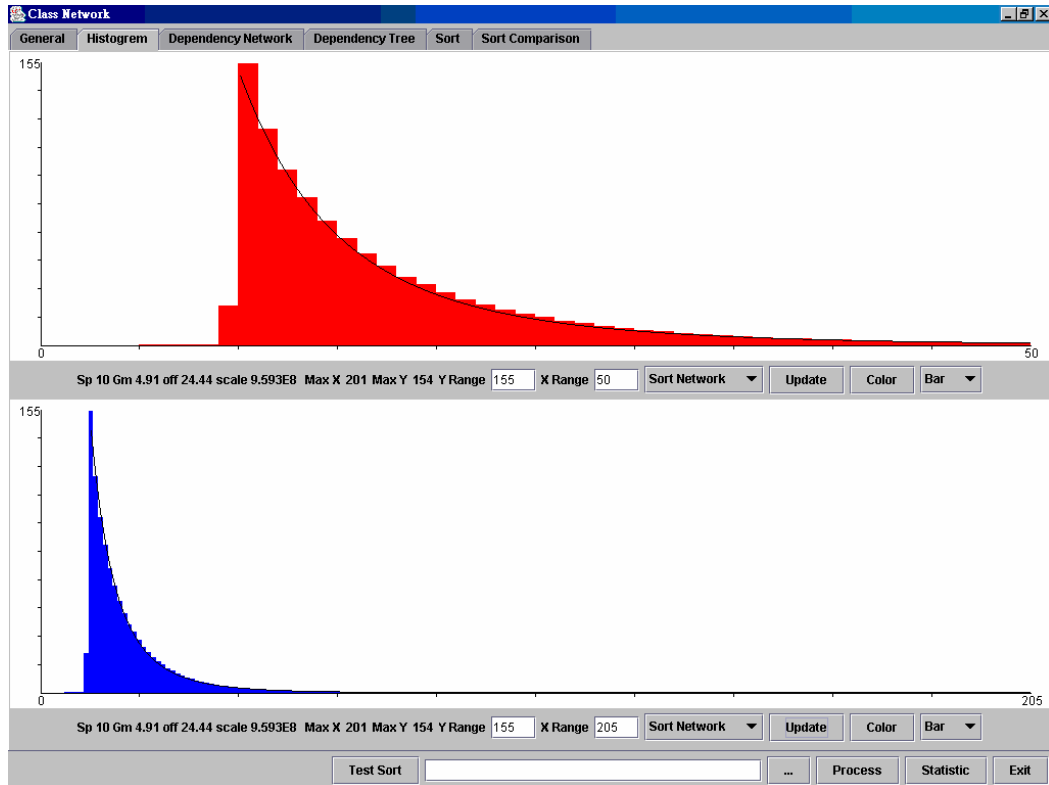 Class Network
General Histogrem Dependency Network Dependency Tree Sort Sort Comparison
155
0 50
Sp 10 Gm 4.91 off 24.44 scale 9.593E8 Max X 201 Max Y 154 Y Range 155 X Range 50 Sort Network Update Color Bar
155
0 205
Sp 10 Gm 4.91 off 24.44 scale 9.593E8 Max X 201 Max Y 154 Y Range 155 X Range 205 Sort Network Update Color Bar
Test Sort ... Process Statistic Exit